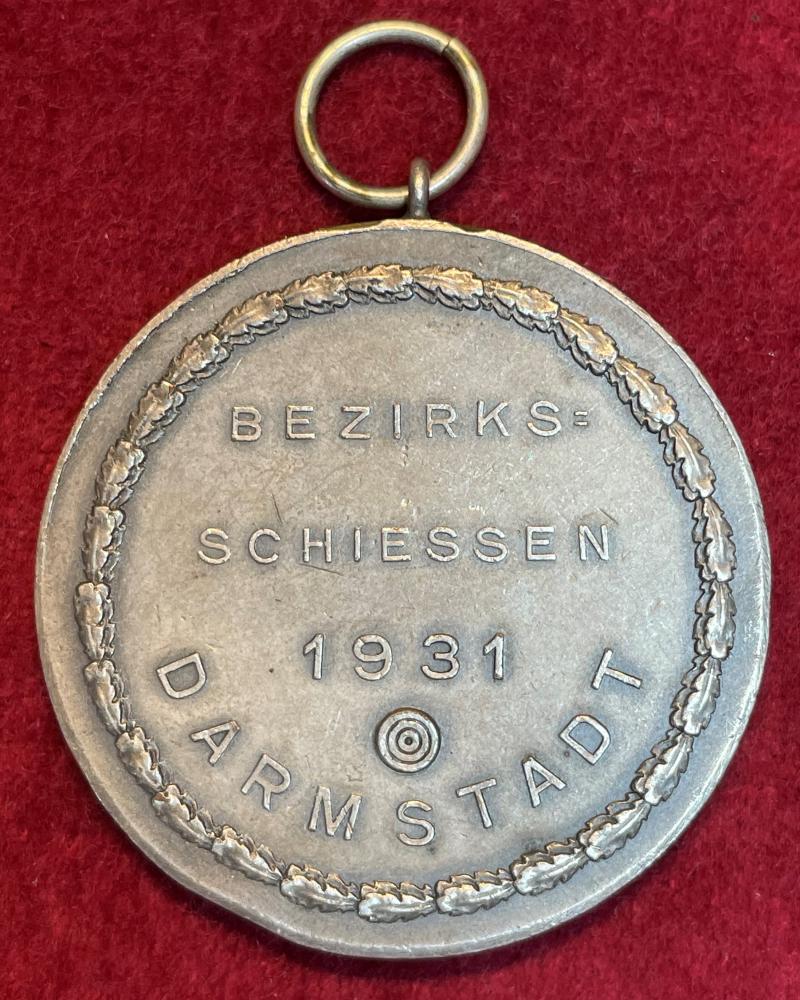 BEZIRKS=
SCHIESSEN
1931
DARMSTADT